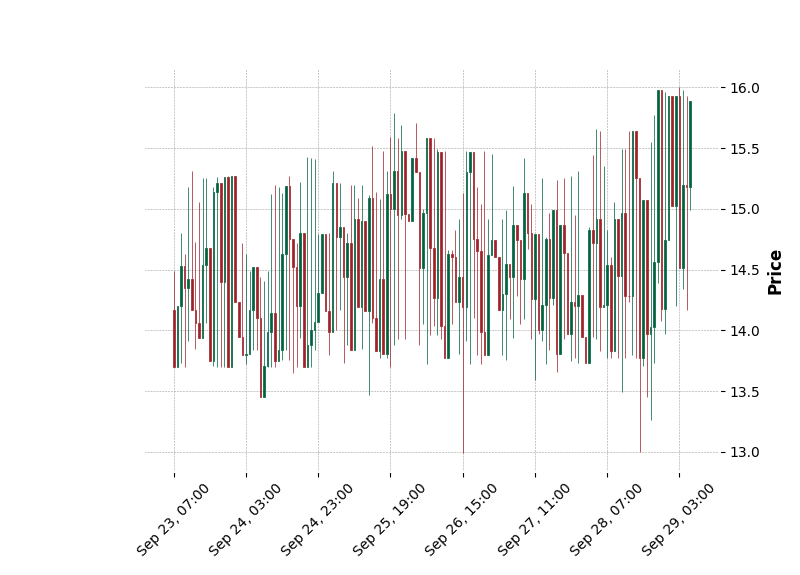 16.0
15.5
15.0
14.5
14.0
13.5
13.0
Price
Sep 23, 07:00
Sep 24, 03:00
Sep 24, 23:00
Sep 25, 19:00
Sep 26, 15:00
Sep 27, 11:00
Sep 28, 07:00
Sep 29, 03:00